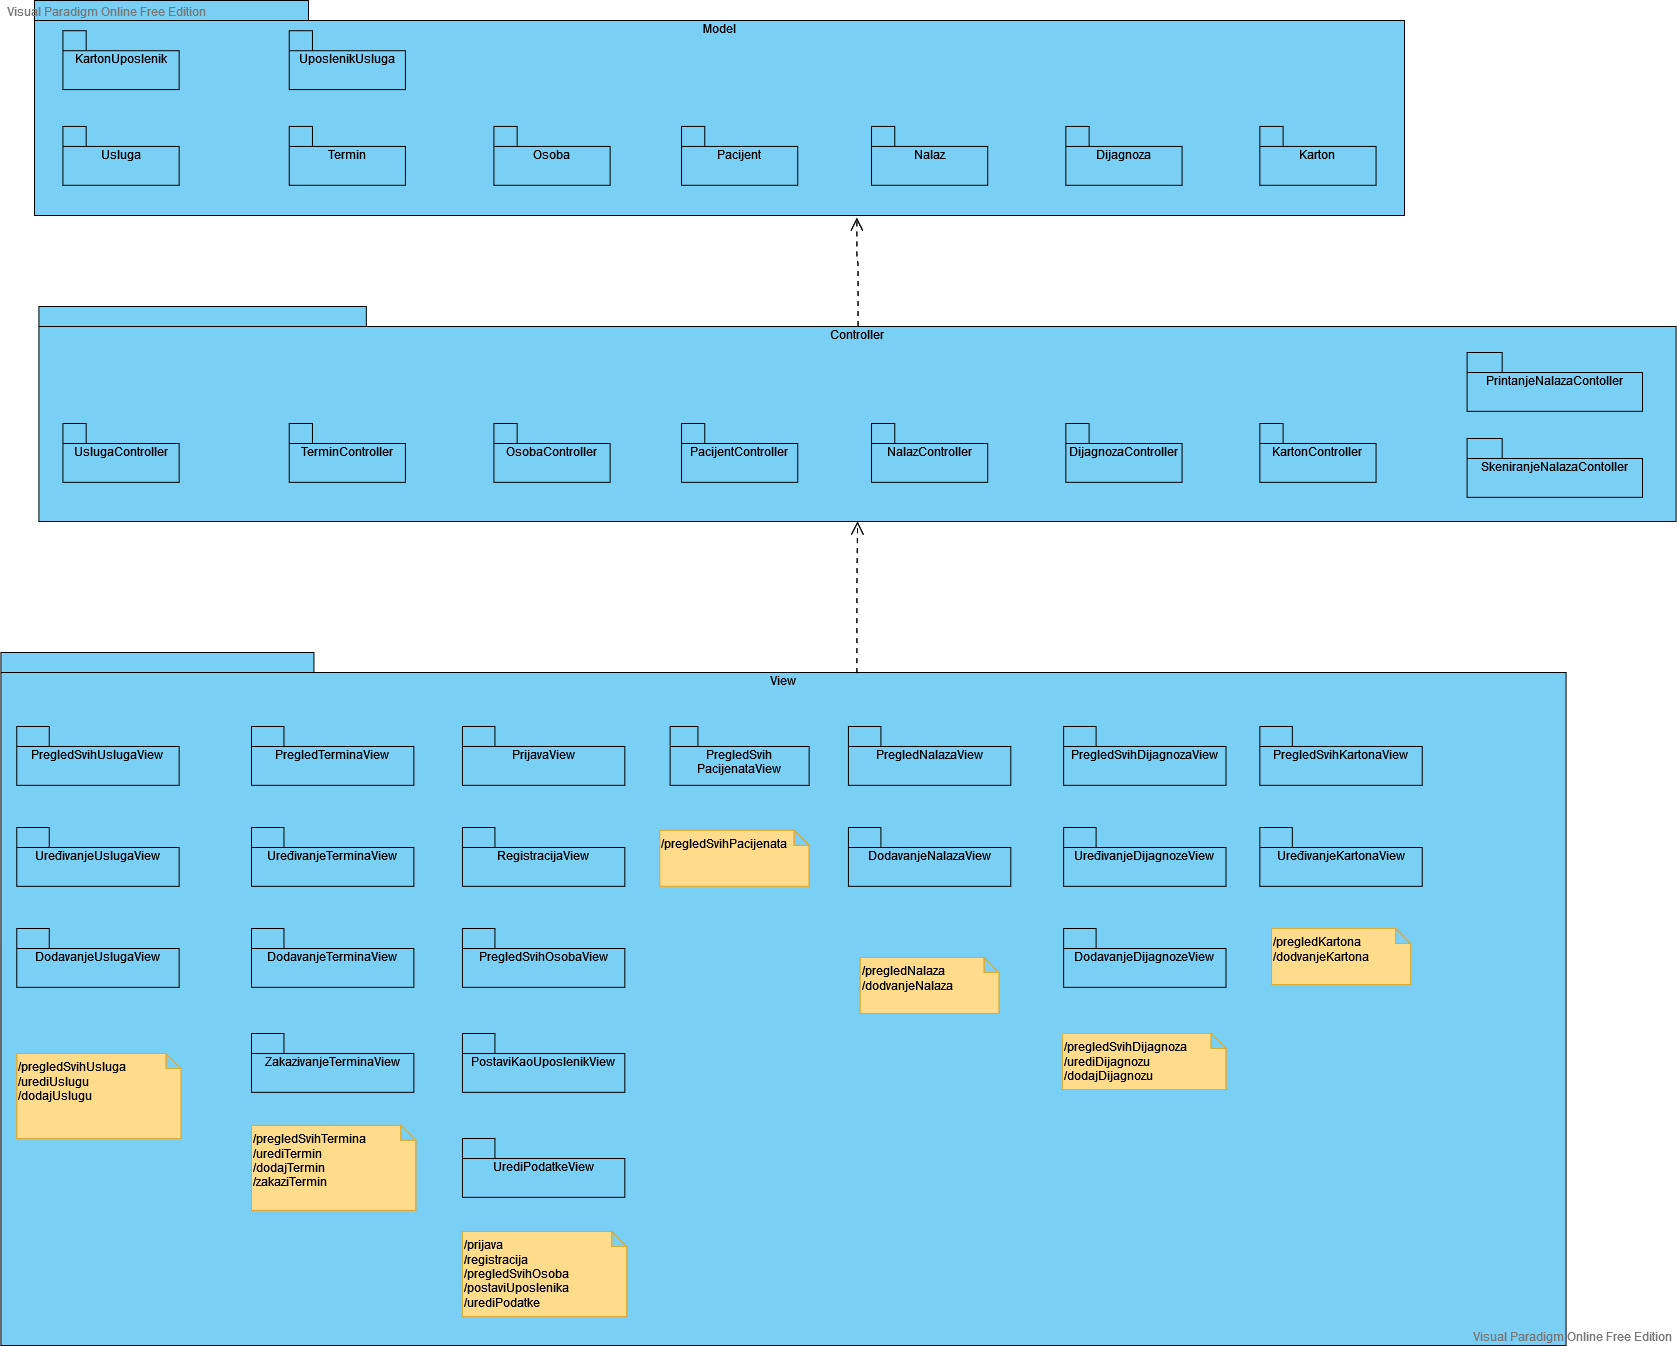 Visual Paradigm Online Free Edition
Model
KartonUposlenik
UposlenikUsluga
Usluga
Termin
Osoba
Pacijent
Nalaz
Dijagnoza
Karton
Controller
PrintanjeNalazaContoller
UslugaController
TerminController
OsobaController
PacijentController
NalazController
DijagnozaController
KartonController
SkeniranjeNalazaContoller
View
PregledSvihUslugaView
PregledTerminaView
PrijavaView
PregledSvih
PacijenataView
PregledNalazaView
PregledSvihDijagnozaView
PregledSvihKartonaView
/pregledSvihPacijenata
UređivanjeUslugaView
UređivanjeTerminaView
RegistracijaView
DodavanjeNalazaView
UređivanjeDijagnozeView
UređivanjeKartonaView
DodavanjeUslugaView
DodavanjeTerminaView
PregledSvihOsobaView
/pregledNalaza
/dodvanjeNalaza
DodavanjeDijagnozeView
/pregledKartona
/dodvanjeKartona
/pregledSvihUsluga
/urediUslugu
/dodajUslugu
ZakazivanjeTerminaView
PostaviKaoUposlenikView
/pregledSvihDijagnoza
/urediDijagnozu
/dodajDijagnozu
/pregledSvihTermina
/urediTermin
/dodajTermin
/zakaziTermin
UrediPodatkeView
/prijava
/registracija
/pregledSvihOsoba
/postaviUposlenika
/urediPodatke
Visual Paradigm Online Free Edition